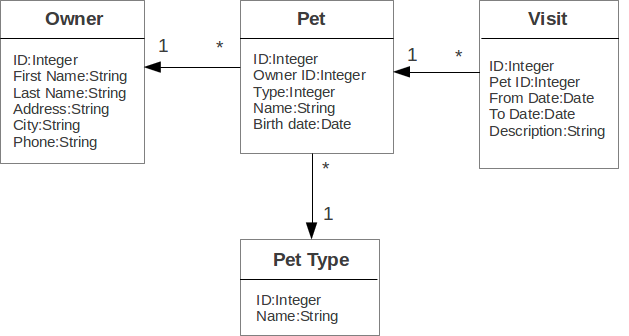 Owner
ID:Integer
First Name:String
Last Name:String
Address:String
City:String
Phone:String
1
*
Pet
ID:Integer
Owner ID:Integer
Type:Integer
Name:String
Birth date:Date
1
*
Visit
ID:Integer
Pet ID:Integer
From Date:Date
To Date:Date
Description:String
*
1
Pet Type
ID:Integer
Name:String